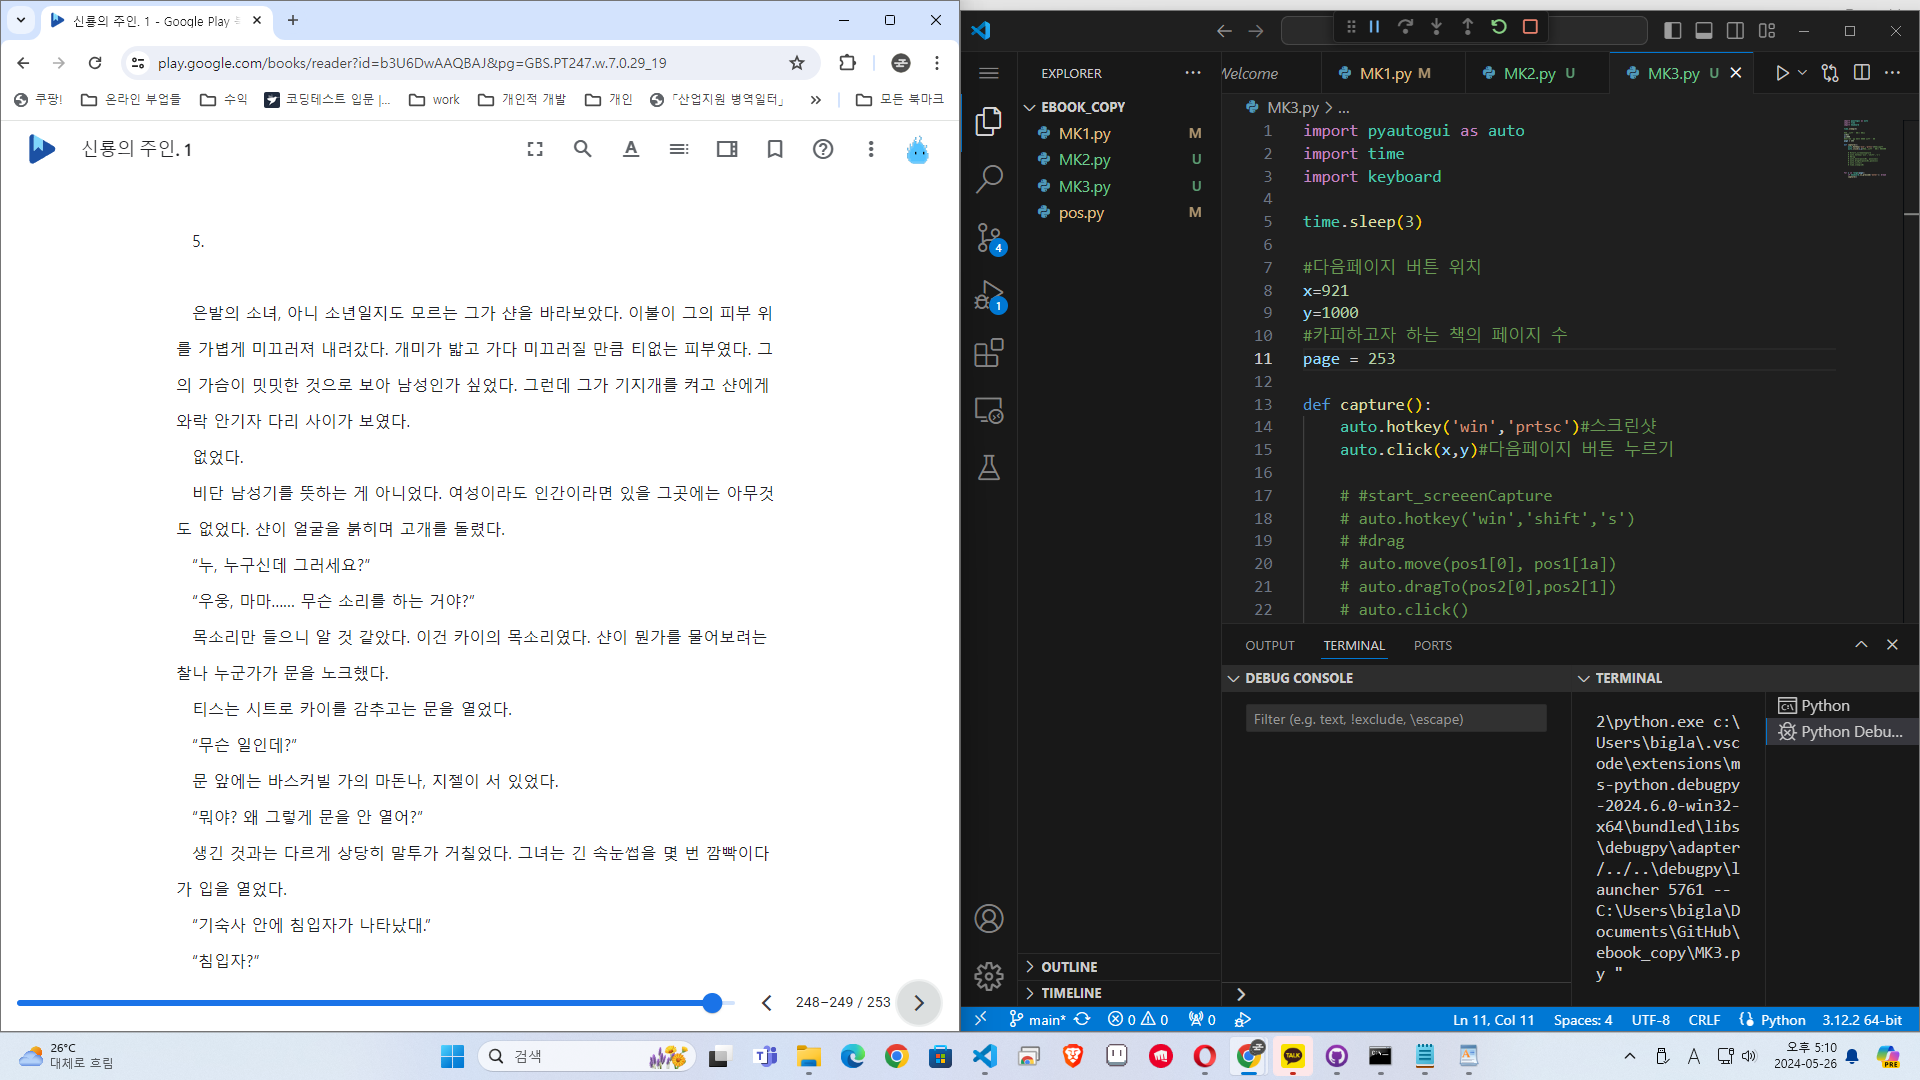 신룡의 주인. 1 - Google Play
play.google.com/books/reader?id=b3U6DwAAQBAJ&pg=GBS.PT247.w.7.0.29_19
쿠팡!
온라인 부업들
수익
코딩테스트 입문 |...
work
개인적 개발
개인
「산업지원 병역일터」
»
모든 북마크
신룡의 주인. 1
5.
은발의 소녀, 아니 소년일지도 모르는 그가 샨을 바라보았다. 이불이 그의 피부 위
를 가볍게 미끄러져 내려갔다. 개미가 밟고 가다 미끄러질 만큼 티없는 피부였다. 그
의 가슴이 밋밋한 것으로 보아 남성인가 싶었다. 그런데 그가 기지개를 켜고 샨에게
와락 안기자 다리 사이가 보였다.
없었다.
비단 남성기를 뜻하는 게 아니었다. 여성이라도 인간이라면 있을 그곳에는 아무것
도 없었다. 샨이 얼굴을 붉히며 고개를 돌렸다.
“누, 누구신데 그러세요?”
“우웅, 마마...... 무슨 소리를 하는 거야?”
목소리만 들으니 알 것 같았다. 이건 카이의 목소리였다. 샨이 뭔가를 물어보려는
찰나 누군가가 문을 노크했다.
티스는 시트로 카이를 감추고는 문을 열었다.
“무슨 일인데?”
문 앞에는 바스커빌 가의 마돈나, 지젤이 서 있었다.
“뭐야? 왜 그렇게 문을 안 열어?”
생긴 것과는 다르게 상당히 말투가 거칠었다. 그녀는 긴 속눈썹을 몇 번 깜빡이다
가 입을 열었다.
“기숙사 안에 침입자가 나타났대.”
“침입자?”
248–249 / 253
EXPLORER
EBOOK_COPY
MK1.py M
MK2.py U
MK3.py U
pos.py M
OUTLINE
TIMELINE
Welcome
MK1.py M
MK2.py U
MK3.py U
MK3.py > ...
1 import pyautogui as auto
2 import time
3 import keyboard
4
5 time.sleep(3)
6
7 #다음페이지 버튼 위치
8 x=921
9 y=1000
10 #카피하고자 하는 책의 페이지 수
11 page = 253
12
13 def capture():
14 auto.hotkey('win','prtsc')#스크린샷
15 auto.click(x,y)#다음페이지 버튼 누르기
16
17 # #start_screeenCapture
18 # auto.hotkey('win','shift','s')
19 # #drag
20 # auto.move(pos1[0], pos1[1a])
21 # auto.dragTo(pos2[0],pos2[1])
22 # auto.click()
OUTPUT
TERMINAL
PORTS
DEBUG CONSOLE
Filter (e.g. text, !exclude, \escape)
TERMINAL
2\python.exe c:\
Users\bigla\.vsc
ode\extensions\m
s-python.debugpy
-2024.6.0-win32-
x64\bundled\libs
\debugpy\adapter
/../..\debugpy\l
auncher 5761 --
C:\Users\bigla\D
ocuments\GitHub\
ebook_copy\MK3.p
y "
Python
Python Debu...
4
1
main*
0
0
0
Ln 11, Col 11
Spaces: 4
UTF-8
CRLF
Python
3.12.2 64-bit
26°C
대체로 흐림
검색
TALK
A
오후 5:10
2024-05-26
PRE